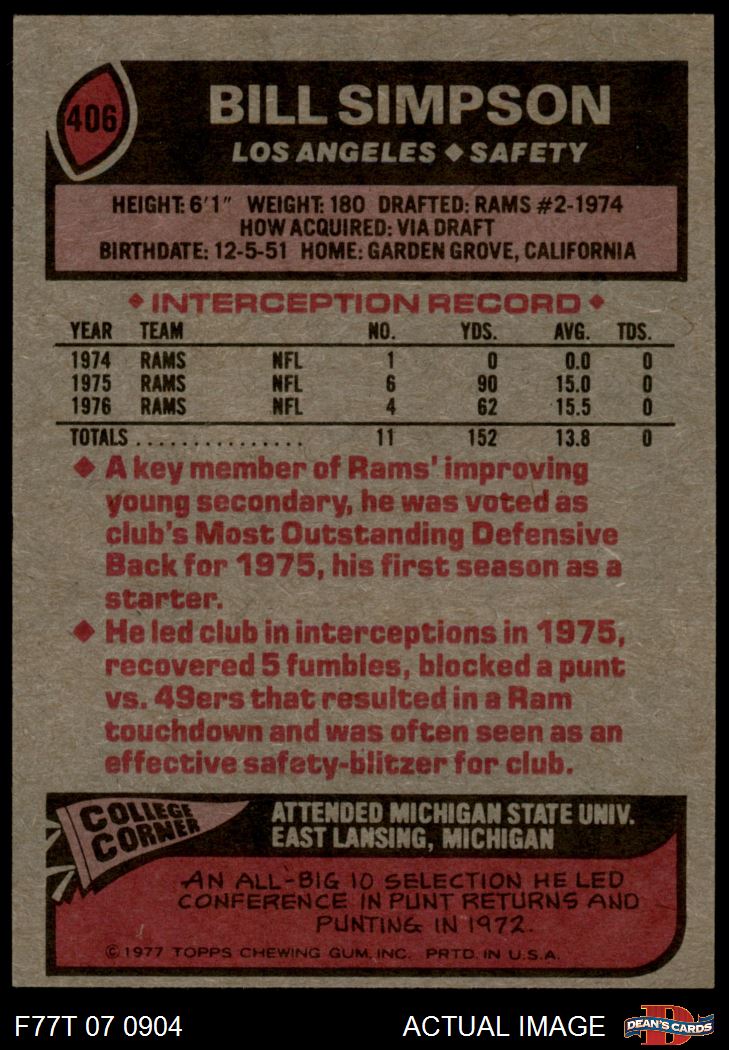 406
BILL SIMPSON
LOS ANGELES ◆ SAFETY
HEIGHT: 6'1" WEIGHT: 180 DRAFTED: RAMS #2-1974
HOW ACQUIRED: VIA DRAFT
BIRTHDATE: 12-5-51 HOME: GARDEN GROVE, CALIFORNIA
◆ INTERCEPTION RECORD ◆
YEAR TEAM NO. YDS. AVG. TDS.
1974 RAMS NFL 1 0 0.0 0
1975 RAMS NFL 6 90 15.0 0
1976 RAMS NFL 4 62 15.5 0
TOTALS ................ 11 152 13.8 0
◆ A key member of Rams' improving
young secondary, he was voted as
club's Most Outstanding Defensive
Back for 1975, his first season as a
starter.
◆ He led club in interceptions in 1975,
recovered 5 fumbles, blocked a punt
vs. 49ers that resulted in a Ram
touchdown and was often seen as an
effective safety-blitzer for club.
COLLEGE
CORNER
ATTENDED MICHIGAN STATE UNIV.
EAST LANSING, MICHIGAN
AN ALL-BIG 10 SELECTION HE LED
CONFERENCE IN PUNT RETURNS AND
PUNTING IN 1972.
© 1977 TOPPS CHEWING GUM, INC. PRTD. IN U.S.A.
F77T 07 0904
ACTUAL IMAGE
D
DEAN'S CARDS